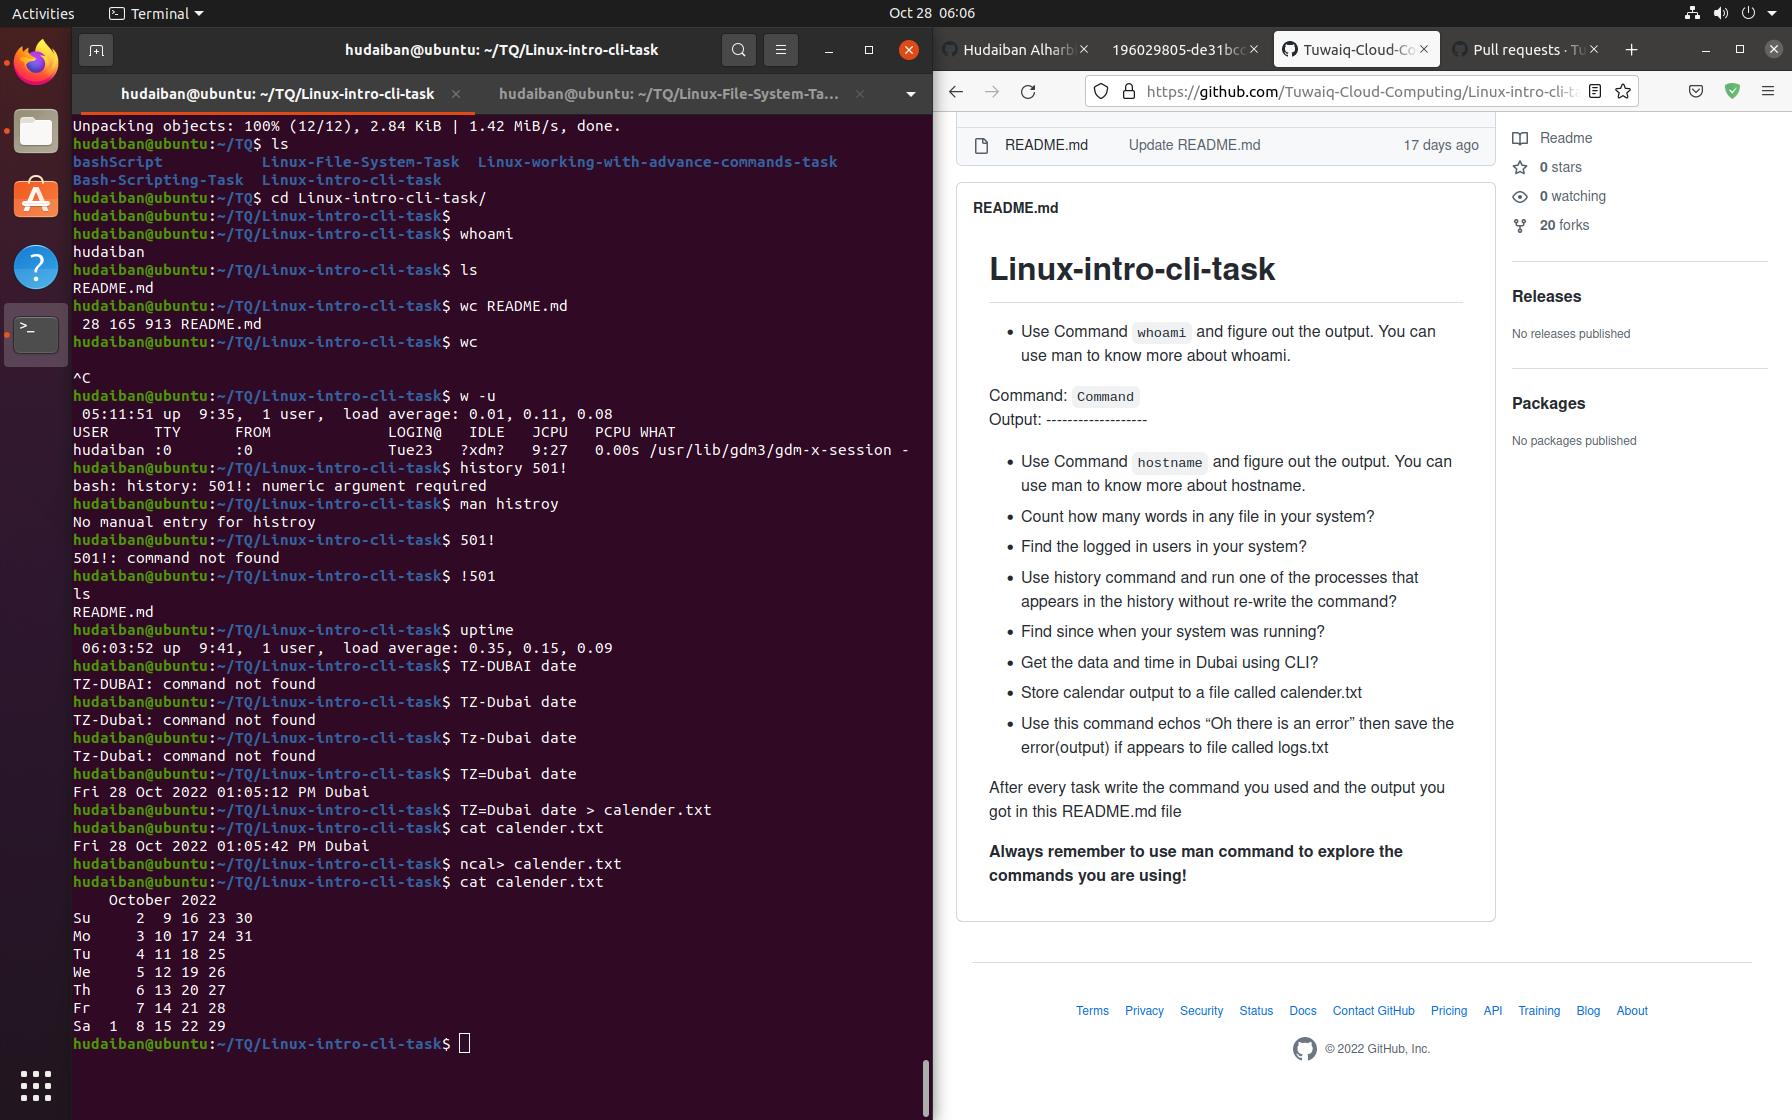 Activities
Terminal
Oct 28 06:06
hudaiban@ubuntu: ~/TQ/Linux-intro-cli-task
hudaiban@ubuntu: ~/TQ/Linux-intro-cli-task
hudaiban@ubuntu: ~/TQ/Linux-File-System-Ta...
Unpacking objects: 100% (12/12), 2.84 KiB | 1.42 MiB/s, done.
hudaiban@ubuntu:~/TQ$ ls
bashScript Linux-File-System-Task Linux-working-with-advance-commands-task
Bash-Scripting-Task Linux-intro-cli-task
hudaiban@ubuntu:~/TQ$ cd Linux-intro-cli-task/
hudaiban@ubuntu:~/TQ/Linux-intro-cli-task$
hudaiban@ubuntu:~/TQ/Linux-intro-cli-task$ whoami
hudaiban
hudaiban@ubuntu:~/TQ/Linux-intro-cli-task$ ls
README.md
hudaiban@ubuntu:~/TQ/Linux-intro-cli-task$ wc README.md
28 165 913 README.md
hudaiban@ubuntu:~/TQ/Linux-intro-cli-task$ wc
^C
hudaiban@ubuntu:~/TQ/Linux-intro-cli-task$ w -u
05:11:51 up 9:35, 1 user, load average: 0.01, 0.11, 0.08
USER TTY FROM LOGIN@ IDLE JCPU PCPU WHAT
hudaiban :0 :0 Tue23 ?xdm? 9:27 0.00s /usr/lib/gdm3/gdm-x-session -
hudaiban@ubuntu:~/TQ/Linux-intro-cli-task$ history 501!
bash: history: 501!: numeric argument required
hudaiban@ubuntu:~/TQ/Linux-intro-cli-task$ man histroy
No manual entry for histroy
hudaiban@ubuntu:~/TQ/Linux-intro-cli-task$ 501!
501!: command not found
hudaiban@ubuntu:~/TQ/Linux-intro-cli-task$ !501
ls
README.md
hudaiban@ubuntu:~/TQ/Linux-intro-cli-task$ uptime
06:03:52 up 9:41, 1 user, load average: 0.35, 0.15, 0.09
hudaiban@ubuntu:~/TQ/Linux-intro-cli-task$ TZ-DUBAI date
TZ-DUBAI: command not found
hudaiban@ubuntu:~/TQ/Linux-intro-cli-task$ TZ-Dubai date
TZ-Dubai: command not found
hudaiban@ubuntu:~/TQ/Linux-intro-cli-task$ Tz-Dubai date
Tz-Dubai: command not found
hudaiban@ubuntu:~/TQ/Linux-intro-cli-task$ TZ=Dubai date
Fri 28 Oct 2022 01:05:12 PM Dubai
hudaiban@ubuntu:~/TQ/Linux-intro-cli-task$ TZ=Dubai date > calender.txt
hudaiban@ubuntu:~/TQ/Linux-intro-cli-task$ cat calender.txt
Fri 28 Oct 2022 01:05:42 PM Dubai
hudaiban@ubuntu:~/TQ/Linux-intro-cli-task$ ncal> calender.txt
hudaiban@ubuntu:~/TQ/Linux-intro-cli-task$ cat calender.txt
October 2022
Su 2 9 16 23 30
Mo 3 10 17 24 31
Tu 4 11 18 25
We 5 12 19 26
Th 6 13 20 27
Fr 7 14 21 28
Sa 1 8 15 22 29
hudaiban@ubuntu:~/TQ/Linux-intro-cli-task$
Hudaiban Alharb
196029805-de31bcc
Tuwaiq-Cloud-Co
Pull requests · Tu
https://github.com/Tuwaiq-Cloud-Computing/Linux-intro-cli-ta
README.md Update README.md 17 days ago
README.md
Linux-intro-cli-task
• Use Command whoami and figure out the output. You can
use man to know more about whoami.
Command: Command
Output: -------------------
• Use Command hostname and figure out the output. You can
use man to know more about hostname.
• Count how many words in any file in your system?
• Find the logged in users in your system?
• Use history command and run one of the processes that
appears in the history without re-write the command?
• Find since when your system was running?
• Get the data and time in Dubai using CLI?
• Store calendar output to a file called calender.txt
• Use this command echos “Oh there is an error” then save the
error(output) if appears to file called logs.txt
After every task write the command you used and the output you
got in this README.md file
Always remember to use man command to explore the
commands you are using!
Readme
0 stars
0 watching
20 forks
Releases
No releases published
Packages
No packages published
Terms Privacy Security Status Docs Contact GitHub Pricing API Training Blog About
© 2022 GitHub, Inc.